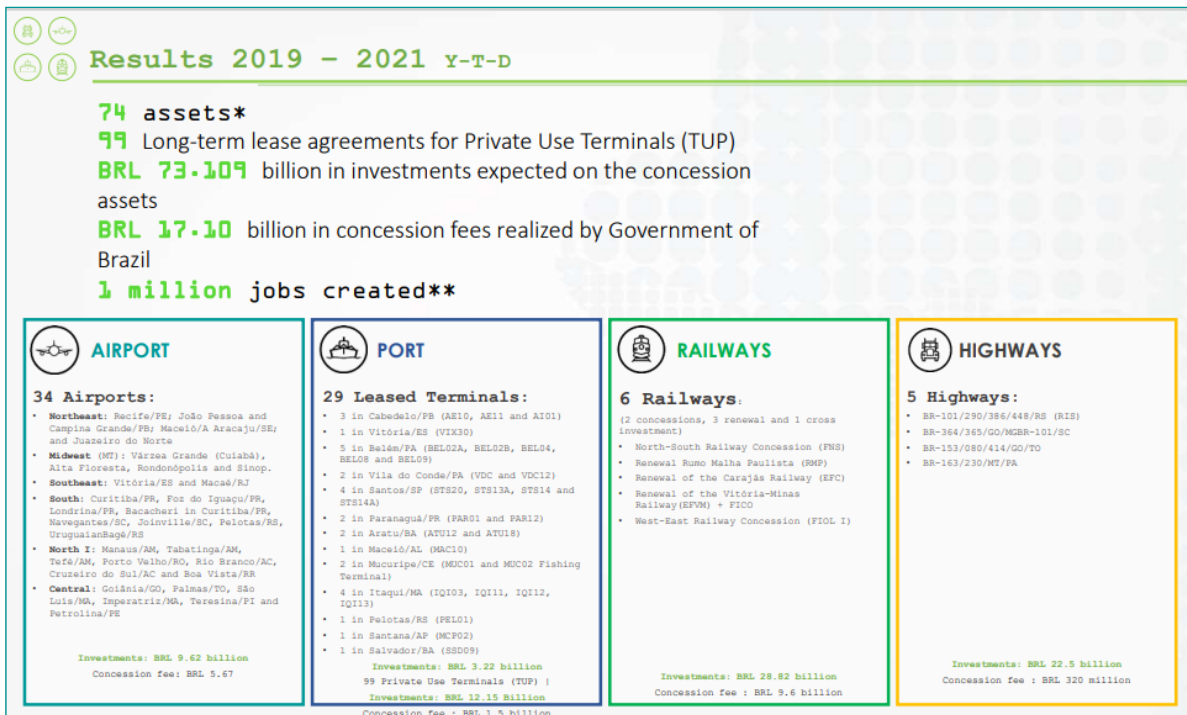 Results 2019 – 2021 Y-T-D
74 assets*
99 Long-term lease agreements for Private Use Terminals (TUP)
BRL 73.109 billion in investments expected on the concession
assets
BRL 17.10 billion in concession fees realized by Government of
Brazil
1 million jobs created**
AIRPORT
34 Airports:
• Northeast: Recife/PE; João Pessoa and
Campina Grande/PB; Maceió/A Aracaju/SE;
and Juazeiro do Norte
• Midwest (MT): Várzea Grande (Cuiabá),
Alta Floresta, Rondonópolis and Sinop.
• Southeast: Vitória/ES and Macaé/RJ
• South: Curitiba/PR, Foz do Iguaçu/PR,
Londrina/PR, Bacacheri in Curitiba/PR,
Navegantes/SC, Joinville/SC, Pelotas/RS,
UruguaianBagé/RS
• North I: Manaus/AM, Tabatinga/AM,
Tefé/AM, Porto Velho/RO, Rio Branco/AC,
Cruzeiro do Sul/AC and Boa Vista/RR
• Central: Goiânia/GO, Palmas/TO, São
Luis/MA, Imperatriz/MA, Teresina/PI and
Petrolina/PE
Investments: BRL 9.62 billion
Concession fee: BRL 5.67
PORT
29 Leased Terminals:
• 3 in Cabedelo/PB (AE10, AE11 and AI01)
• 1 in Vitória/ES (VIX30)
• 5 in Belém/PA (BEL02A, BEL02B, BEL04,
BEL08 and BEL09)
• 2 in Vila do Conde/PA (VDC and VDC12)
• 4 in Santos/SP (STS20, STS13A, STS14 and
STS14A)
• 2 in Paranaguá/PR (PAR01 and PAR12)
• 2 in Aratu/BA (ATU12 and ATU18)
• 1 in Maceió/AL (MAC10)
• 2 in Mucuripe/CE (MUC01 and MUC02 Fishing
Terminal)
• 4 in Itaqui/MA (IQI03, IQI11, IQI12,
IQI13)
• 1 in Pelotas/RS (PEL01)
• 1 in Santana/AP (MCP02)
• 1 in Salvador/BA (SSD09)
Investments: BRL 3.22 billion
99 Private Use Terminals (TUP) |
Investments: BRL 12.15 Billion
Concession fee : BRL 1.5 billion
RAILWAYS
6 Railways:
(2 concessions, 3 renewal and 1 cross
investment)
• North-South Railway Concession (FNS)
• Renewal Rumo Malha Paulista (RMP)
• Renewal of the Carajás Railway (EFC)
• Renewal of the Vitória-Minas
Railway(EFVM) + FICO
• West-East Railway Concession (FIOL I)
Investments: BRL 28.82 billion
Concession fee : BRL 9.6 billion
HIGHWAYS
5 Highways:
• BR-101/290/386/448/RS (RIS)
• BR-364/365/GO/MGBR-101/SC
• BR-153/080/414/GO/TO
• BR-163/230/MT/PA
Investments: BRL 22.5 billion
Concession fee : BRL 320 million